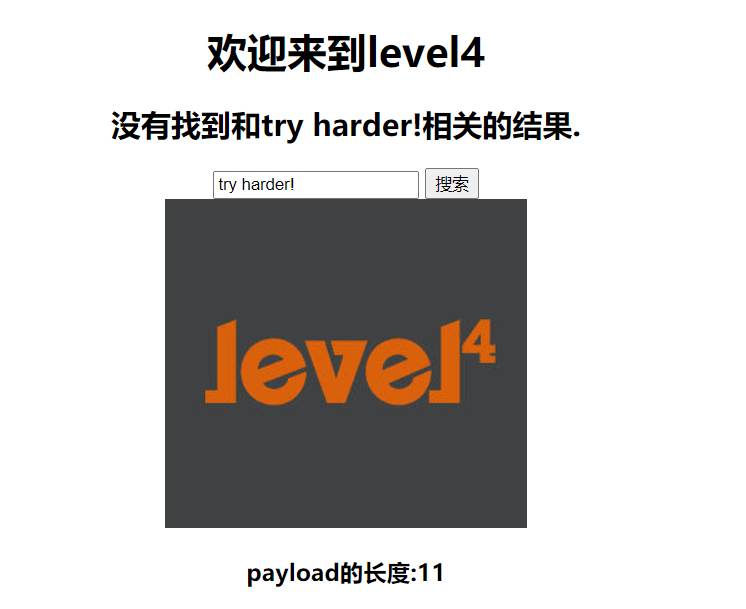 欢迎来到level4
没有找到和try harder!相关的结果.
try harder! 搜索
level4
payload的长度:11